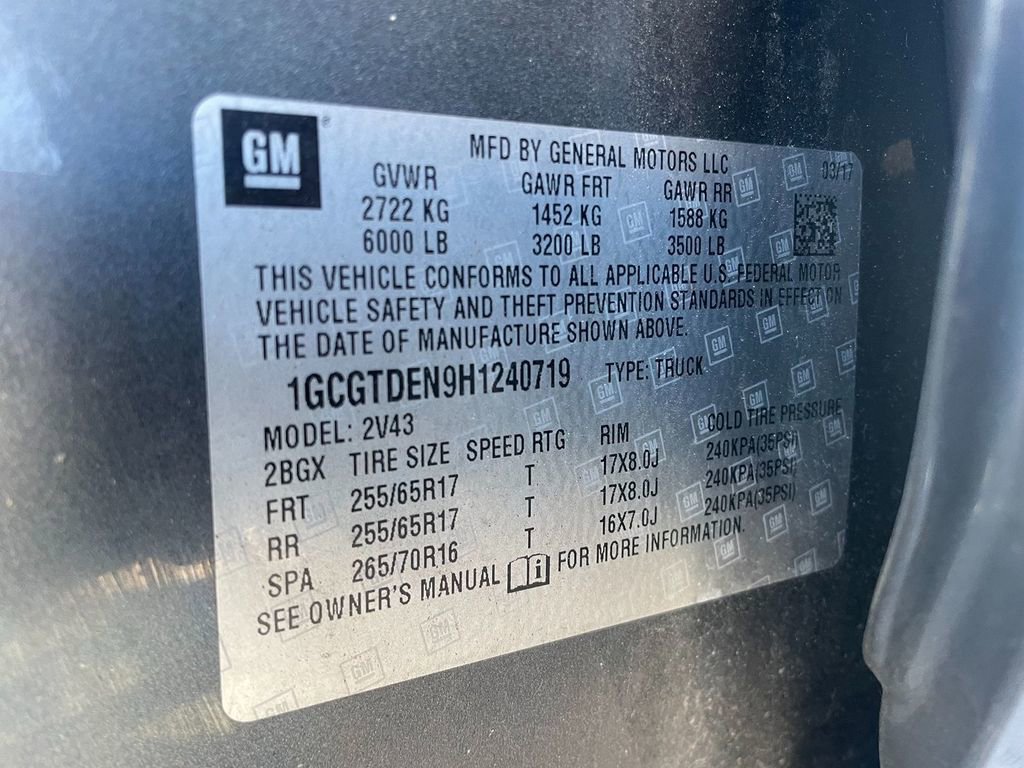 GM
MFD BY GENERAL MOTORS LLC 03/17
GVWR GAWR FRT GAWR RR
2722 KG 1452 KG 1588 KG
6000 LB 3200 LB 3500 LB
THIS VEHICLE CONFORMS TO ALL APPLICABLE U.S. FEDERAL MOTOR
VEHICLE SAFETY AND THEFT PREVENTION STANDARDS IN EFFECT ON
THE DATE OF MANUFACTURE SHOWN ABOVE.
1GCGTDEN9H1240719 TYPE: TRUCK
MODEL: 2V43
2BGX TIRE SIZE SPEED RTG RIM COLD TIRE PRESSURE
FRT 255/65R17 T 17X8.0J 240KPA(35PSI)
RR 255/65R17 T 17X8.0J 240KPA(35PSI)
SPA 265/70R16 T 16X7.0J 240KPA(35PSI)
SEE OWNER'S MANUAL i FOR MORE INFORMATION.